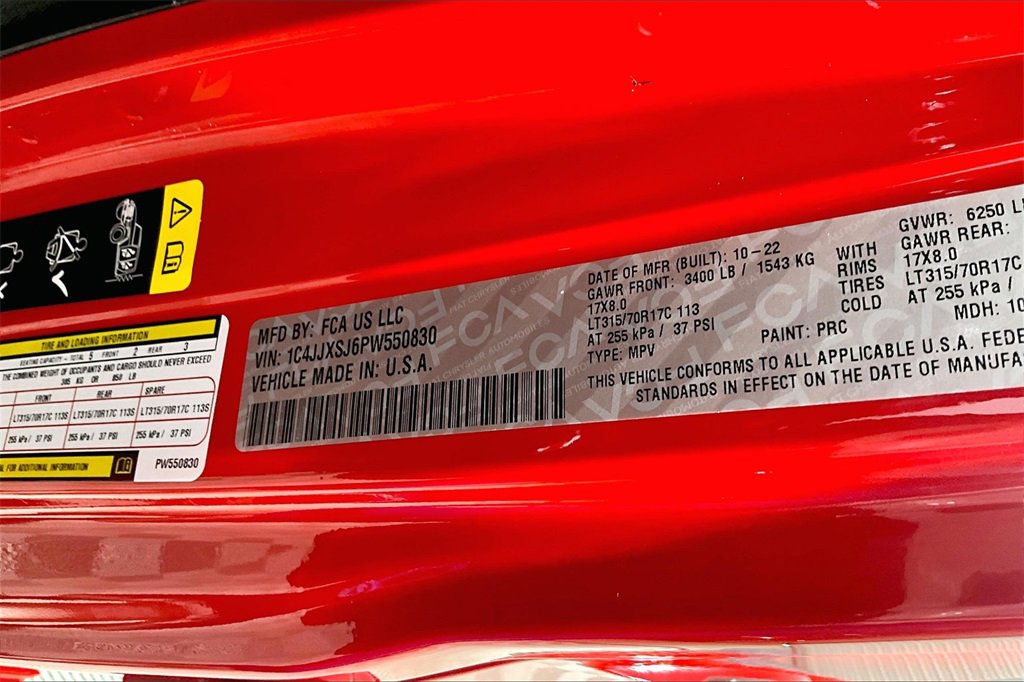 MFD BY: FCA US LLC
VIN: 1C4JJXSJ6PW550830
VEHICLE MADE IN: U.S.A.
DATE OF MFR (BUILT): 10-22
GAWR FRONT: 3400 LB / 1543 KG
17X8.0
LT315/70R17C 113
AT 255 kPa / 37 PSI
TYPE: MPV
WITH
RIMS
TIRES
COLD
PAINT: PRC
GVWR: 6250
GAWR REAR:
17X8.0
LT315/70R17C
AT 255 kPa /
MDH: 10
THIS VEHICLE CONFORMS TO ALL APPLICABLE U.S.A.
STANDARDS IN EFFECT ON THE DATE OF
TIRE AND LOADING INFORMATION
SEATING CAPACITY - TOTAL 5 FRONT 2 REAR 3
THE COMBINED WEIGHT OF OCCUPANTS AND CARGO SHOULD NEVER EXCEED
385 KG OR 850 LB
FRONT REAR SPARE
LT315/70R17C 113S LT315/70R17C 113S LT315/70R17C 113S
255 kPa / 37 PSI 255 kPa / 37 PSI 255 kPa / 37 PSI
FOR ADDITIONAL INFORMATION
PW550830
FCA